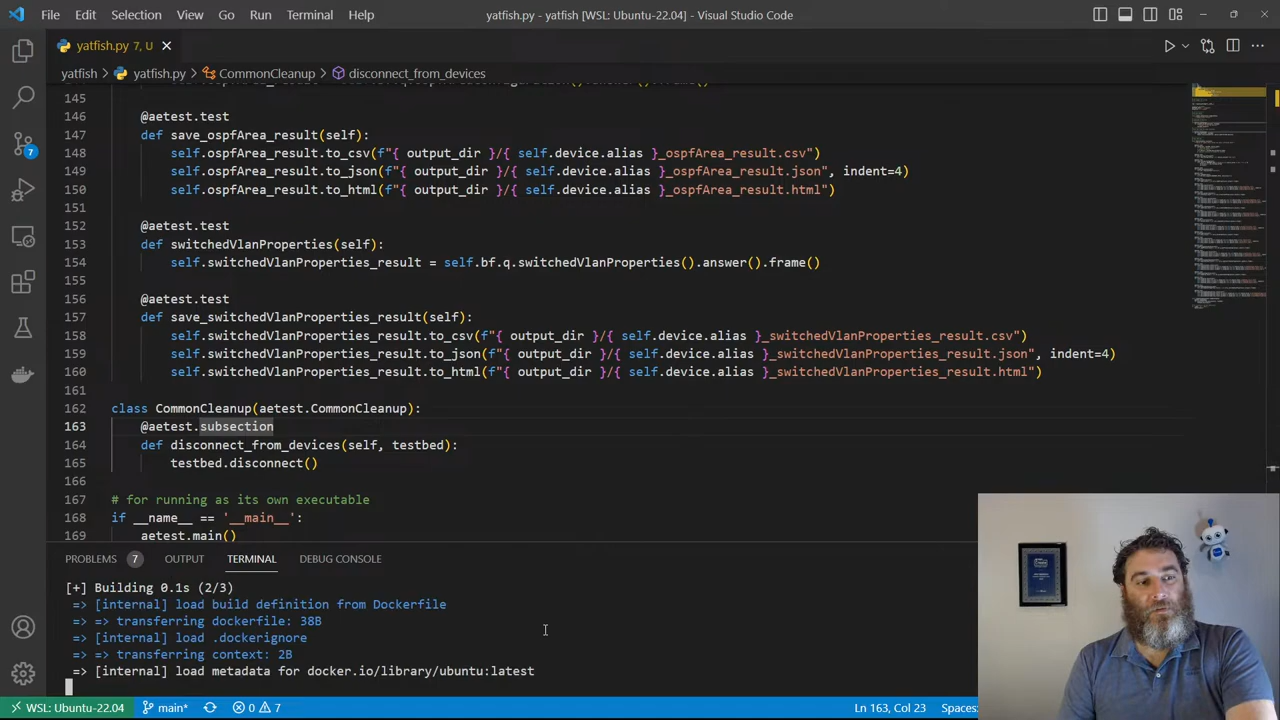 File Edit Selection View Go Run Terminal Help yatfish.py - yatfish [WSL: Ubuntu-22.04] - Visual Studio Code
yatfish.py 7, U
yatfish > yatfish.py > CommonCleanup > disconnect_from_devices
145
146 @aetest.test
147 def save_ospfArea_result(self):
148 self.ospfArea_result.to_csv(f"{ output_dir }/{ self.device.alias }_ospfArea_result.csv")
149 self.ospfArea_result.to_json(f"{ output_dir }/{ self.device.alias }_ospfArea_result.json", indent=4)
150 self.ospfArea_result.to_html(f"{ output_dir }/{ self.device.alias }_ospfArea_result.html")
151
152 @aetest.test
153 def switchedVlanProperties(self):
154 self.switchedVlanProperties_result = self.bf.q.switchedVlanProperties().answer().frame()
155
156 @aetest.test
157 def save_switchedVlanProperties_result(self):
158 self.switchedVlanProperties_result.to_csv(f"{ output_dir }/{ self.device.alias }_switchedVlanProperties_result.csv")
159 self.switchedVlanProperties_result.to_json(f"{ output_dir }/{ self.device.alias }_switchedVlanProperties_result.json", indent=4)
160 self.switchedVlanProperties_result.to_html(f"{ output_dir }/{ self.device.alias }_switchedVlanProperties_result.html")
161
162 class CommonCleanup(aetest.CommonCleanup):
163 @aetest.subsection
164 def disconnect_from_devices(self, testbed):
165 testbed.disconnect()
166
167 # for running as its own executable
168 if __name__ == '__main__':
169 aetest.main()
7
PROBLEMS 7 OUTPUT TERMINAL DEBUG CONSOLE
[+] Building 0.1s (2/3)
=> [internal] load build definition from Dockerfile
=> => transferring dockerfile: 38B
=> [internal] load .dockerignore
=> => transferring context: 2B
=> [internal] load metadata for docker.io/library/ubuntu:latest
WSL: Ubuntu-22.04 main* 0 7 Ln 163, Col 23 Spaces: